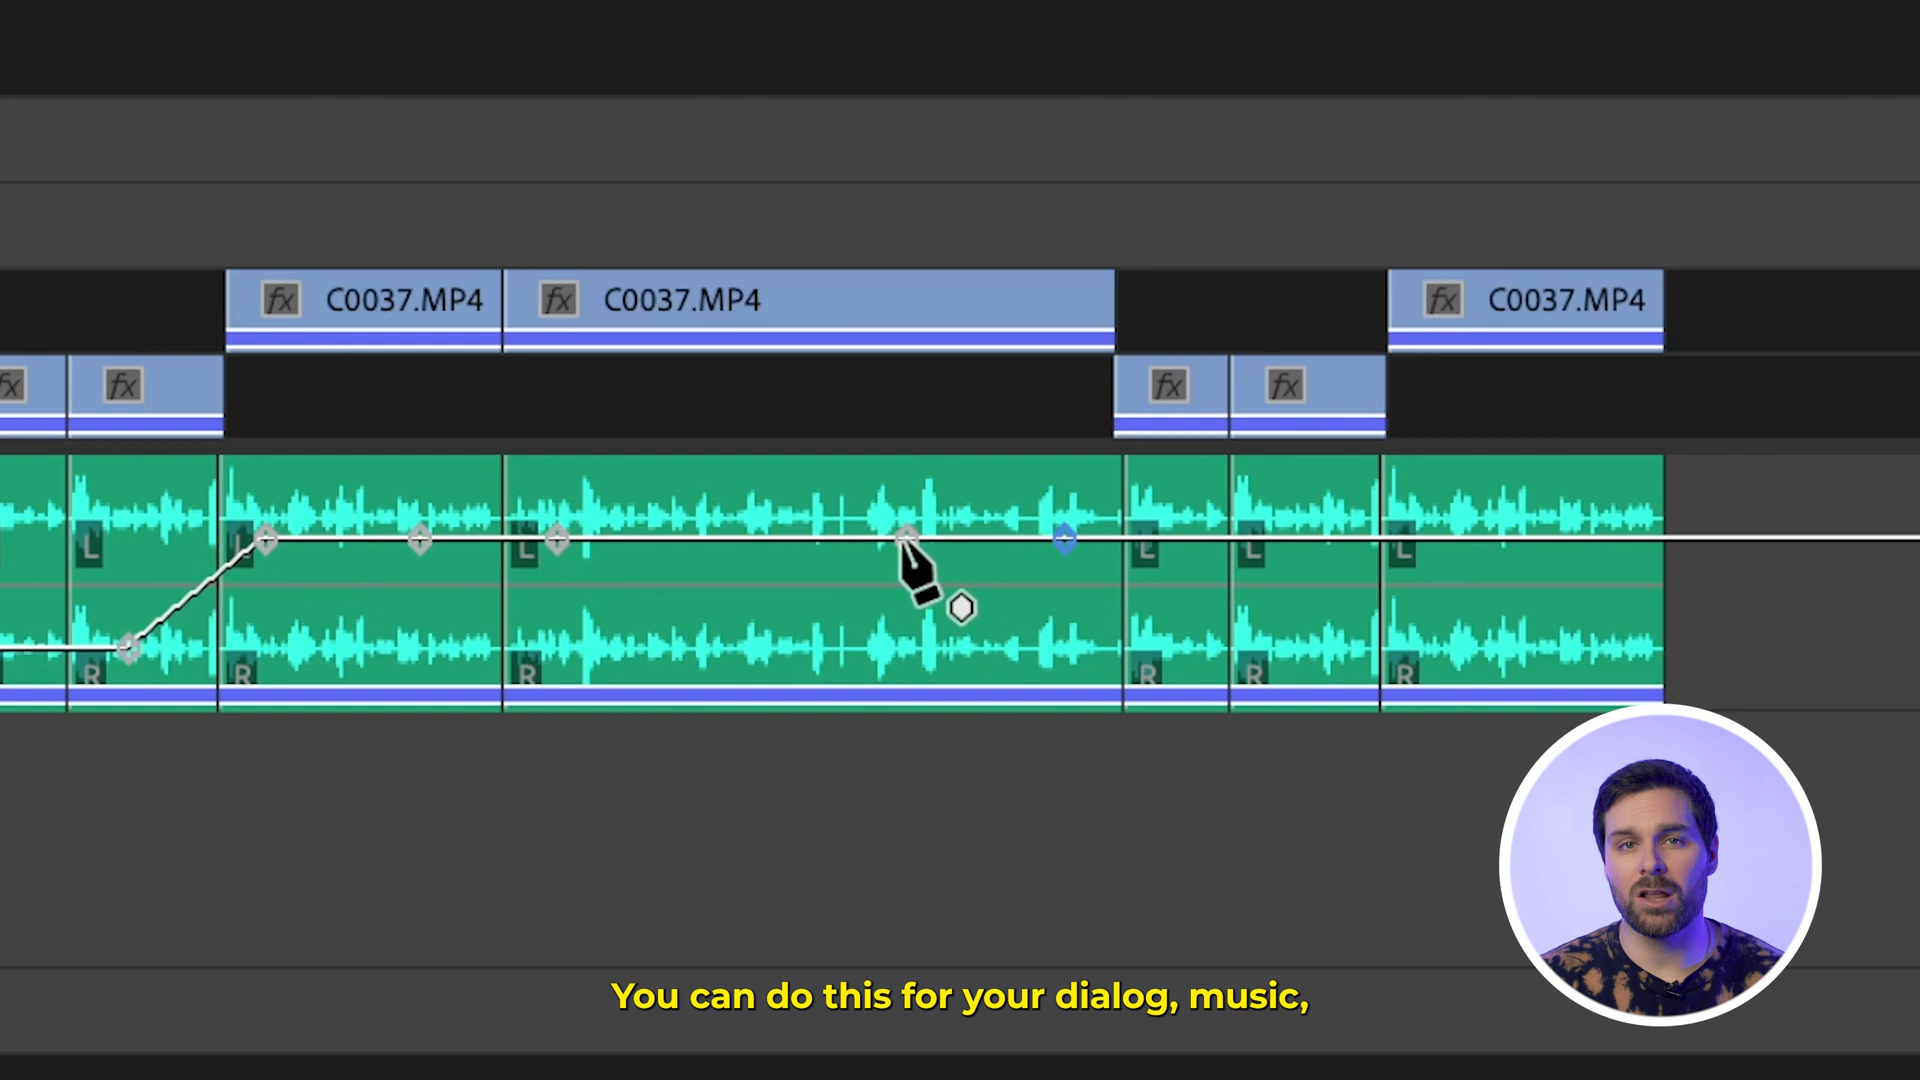 fx C0037.MP4 fx C0037.MP4 fx C0037.MP4
fx fx fx fx
L L L L L L
R R R R R R
You can do this for your dialog, music,